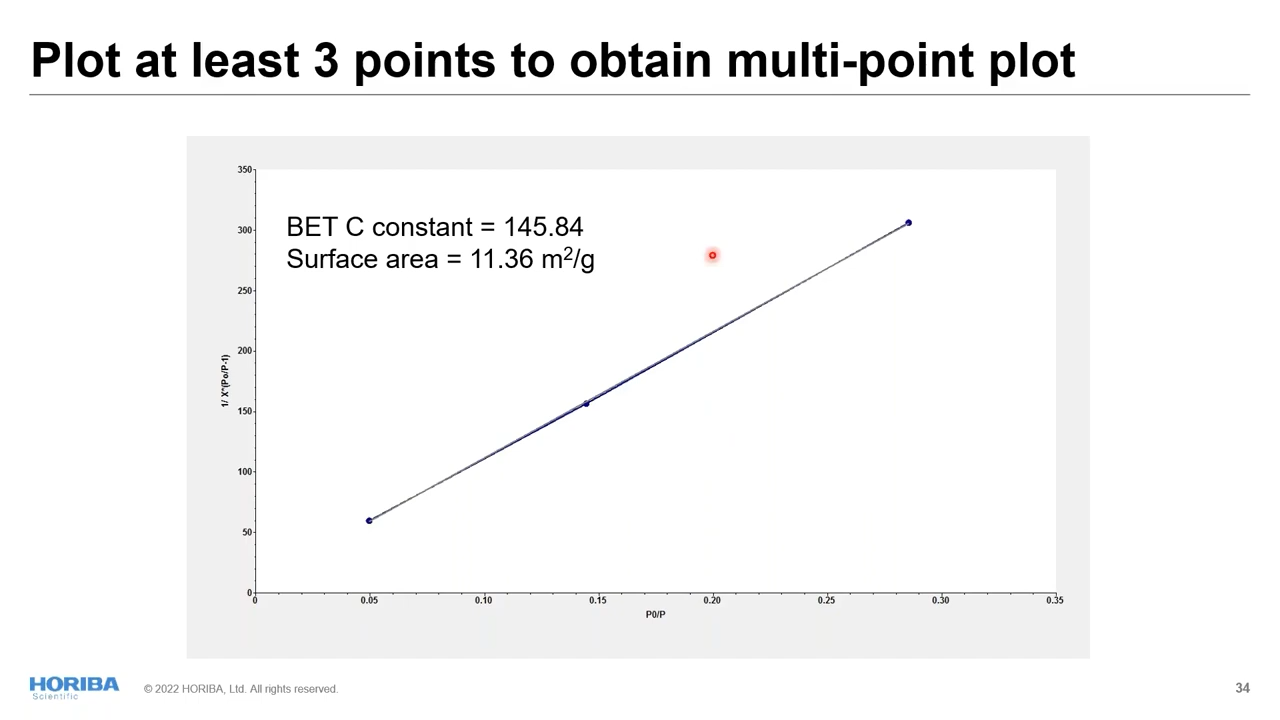 Plot at least 3 points to obtain multi-point plot
BET C constant = 145.84
Surface area = 11.36 m²/g
350
300
250
200
150
100
50
0
1/ X*(Po/P-1)
0 0.05 0.10 0.15 0.20 0.25 0.30 0.35
P0/P
HORIBA
Scientific
© 2022 HORIBA, Ltd. All rights reserved.
34